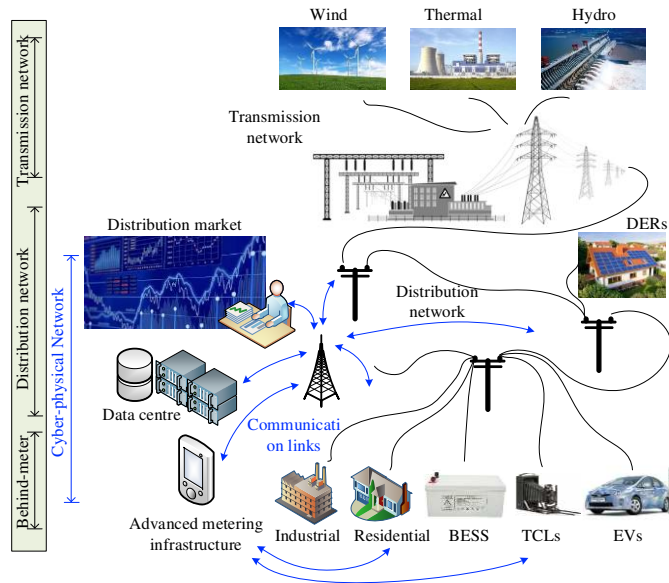 Wind
Thermal
Hydro
Transmission
network
Transmission network
Distribution market
DERs
Distribution network
Cyber-physical Network
Distribution
network
Data centre
Communicati
on links
Behind-meter
Advanced metering
infrastructure
Industrial
Residential
BESS
TCLs
EVs